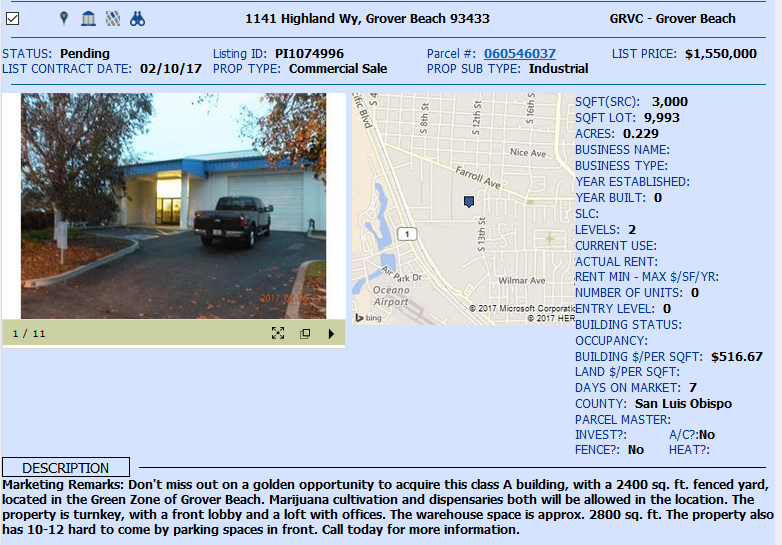 1141 Highland Wy, Grover Beach 93433 GRVC - Grover Beach
STATUS: Pending Listing ID: PI1074996 Parcel #: 060546037 LIST PRICE: $1,550,000
LIST CONTRACT DATE: 02/10/17 PROP TYPE: Commercial Sale PROP SUB TYPE: Industrial
S 8th St
S 12th St
S 16th S
Nice Ave
Farroll Ave
S 13th St
1
Air Park Dr
Oceano
Airport
Wilmar Ave
© 2017 Microsoft Corporatio
© 2017 HER
bing
1 / 11
SQFT(SRC): 3,000
SQFT LOT: 9,993
ACRES: 0.229
BUSINESS NAME:
BUSINESS TYPE:
YEAR ESTABLISHED:
YEAR BUILT: 0
SLC:
LEVELS: 2
CURRENT USE:
ACTUAL RENT:
RENT MIN - MAX $/SF/YR:
NUMBER OF UNITS: 0
ENTRY LEVEL: 0
BUILDING STATUS:
OCCUPANCY:
BUILDING $/PER SQFT: $516.67
LAND $/PER SQFT:
DAYS ON MARKET: 7
COUNTY: San Luis Obispo
PARCEL MASTER:
INVEST?: A/C?:No
FENCE?: No HEAT?:
DESCRIPTION
Marketing Remarks: Don't miss out on a golden opportunity to acquire this class A building, with a 2400 sq. ft. fenced yard,
located in the Green Zone of Grover Beach. Marijuana cultivation and dispensaries both will be allowed in the location. The
property is turnkey, with a front lobby and a loft with offices. The warehouse space is approx. 2800 sq. ft. The property also
has 10-12 hard to come by parking spaces in front. Call today for more information.